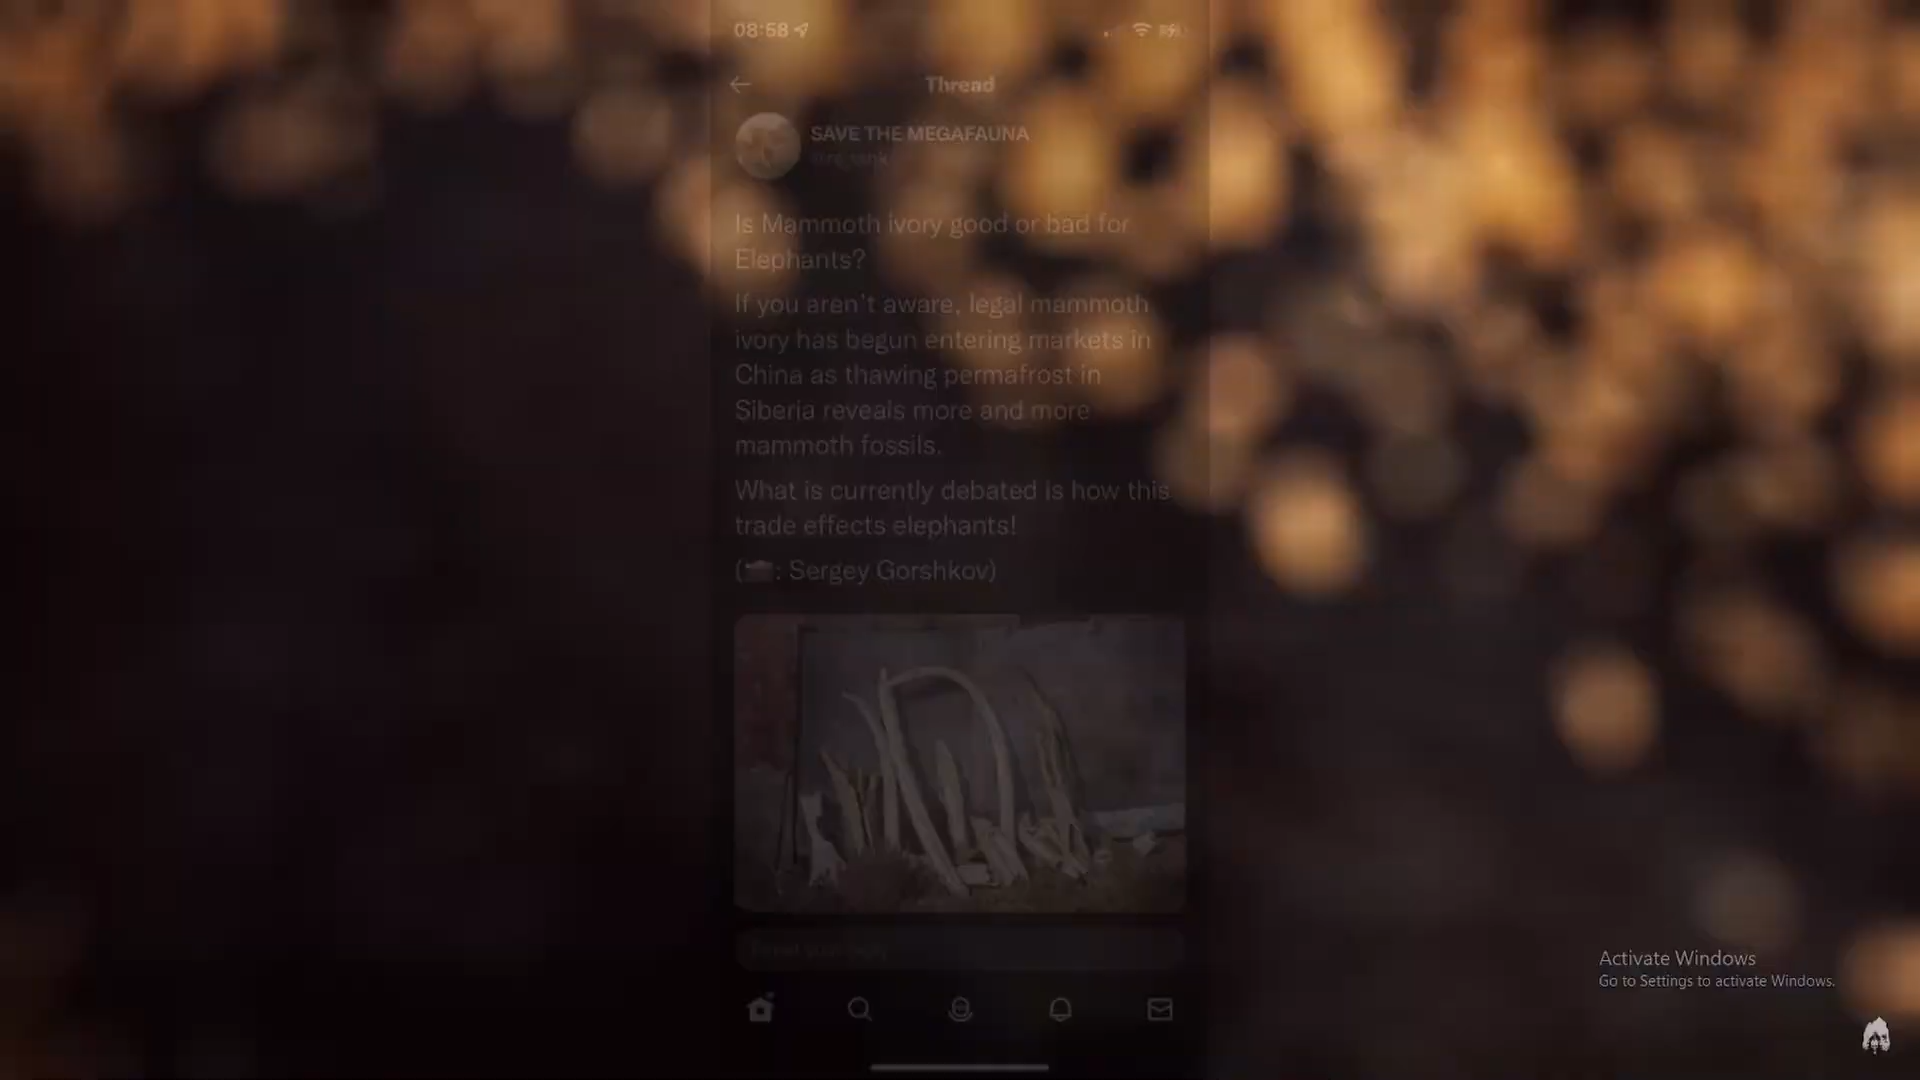 08:58
Thread
SAVE THE MEGAFAUNA
Is Mammoth ivory good or bad for
Elephants?
If you aren't aware, legal mammoth
ivory has begun entering markets in
China as thawing permafrost in
Siberia reveals more and more
mammoth fossils.
What is currently debated is how this
trade effects elephants!
(📷: Sergey Gorshkov)
Activate Windows
Go to Settings to activate Windows.